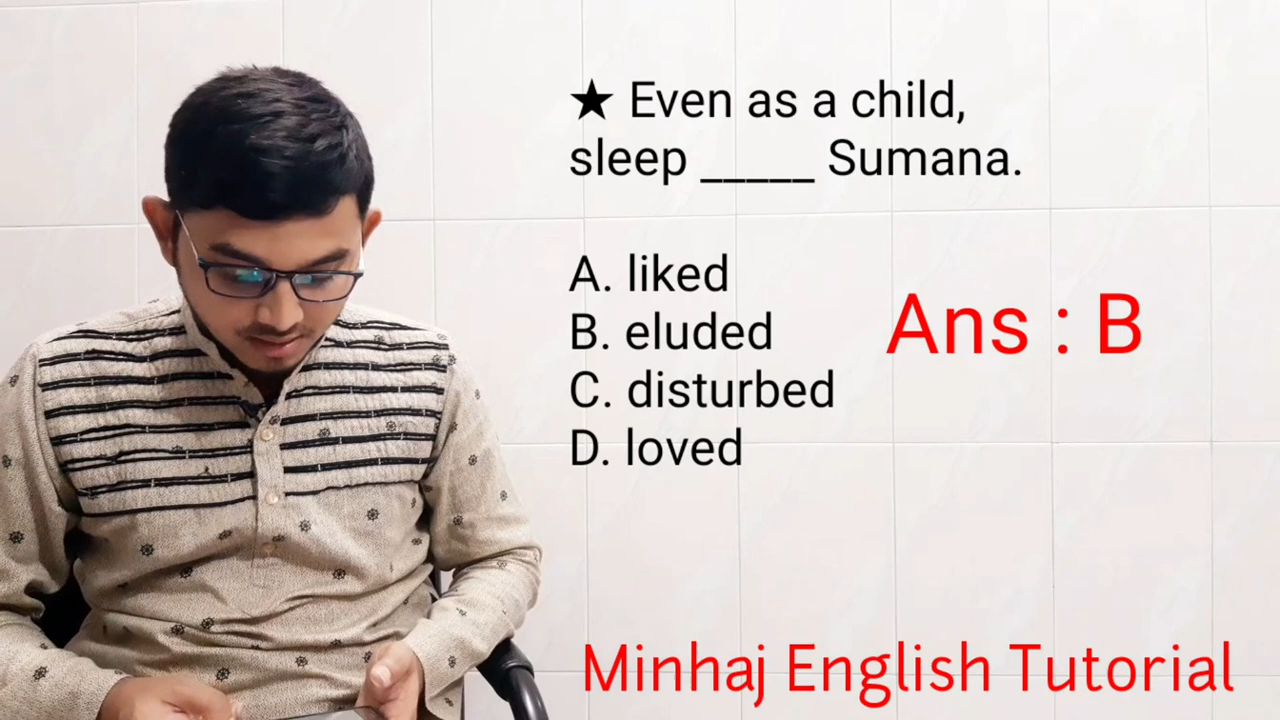 ★ Even as a child,
sleep _____ Sumana.
A. liked
B. eluded
C. disturbed
D. loved
Ans : B
Minhaj English Tutorial